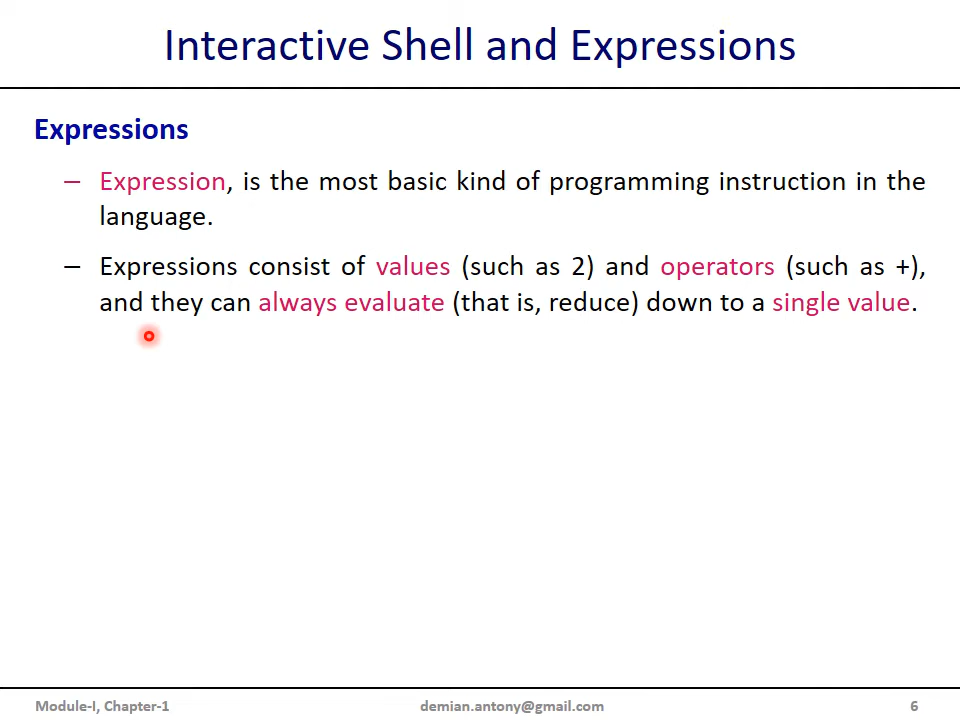 Interactive Shell and Expressions
Expressions
– Expression, is the most basic kind of programming instruction in the
language.
– Expressions consist of values (such as 2) and operators (such as +),
and they can always evaluate (that is, reduce) down to a single value.
Module-I, Chapter-1
demian.antony@gmail.com
6